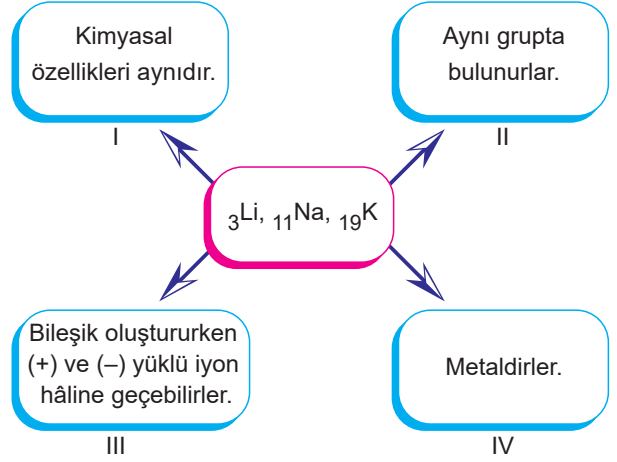 Kimyasal
özellikleri aynıdır.
I
Aynı grupta
bulunurlar.
II
₃Li, ₁₁Na, ₁₉K
Bileşik oluştururken
(+) ve (–) yüklü iyon
hâline geçebilirler.
III
Metaldirler.
IV